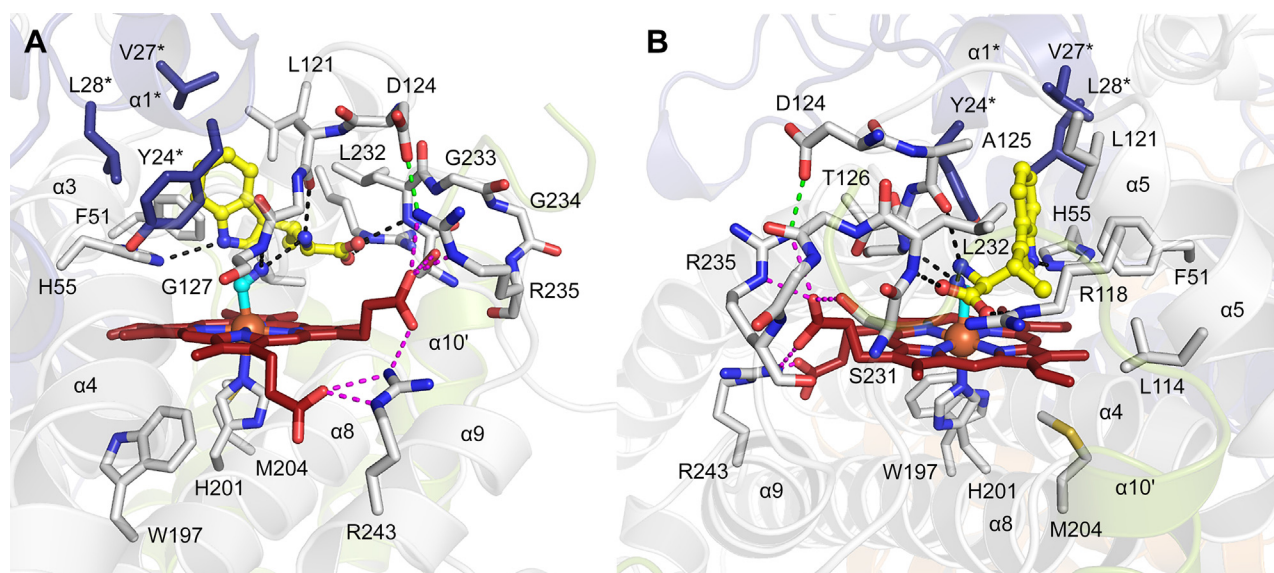 A
V27*
L28*
α1*
L121
D124
Y24*
L232
G233
α3
G234
F51
H55
G127
R235
α10'
α4
α8
α9
M204
H201
W197
R243
B
α1*
V27*
L28*
D124
Y24*
A125
L121
T126
α5
H55
L232
R235
F51
R118
α5
S231
L114
α4
R243
W197
α9
H201
α10'
α8
M204